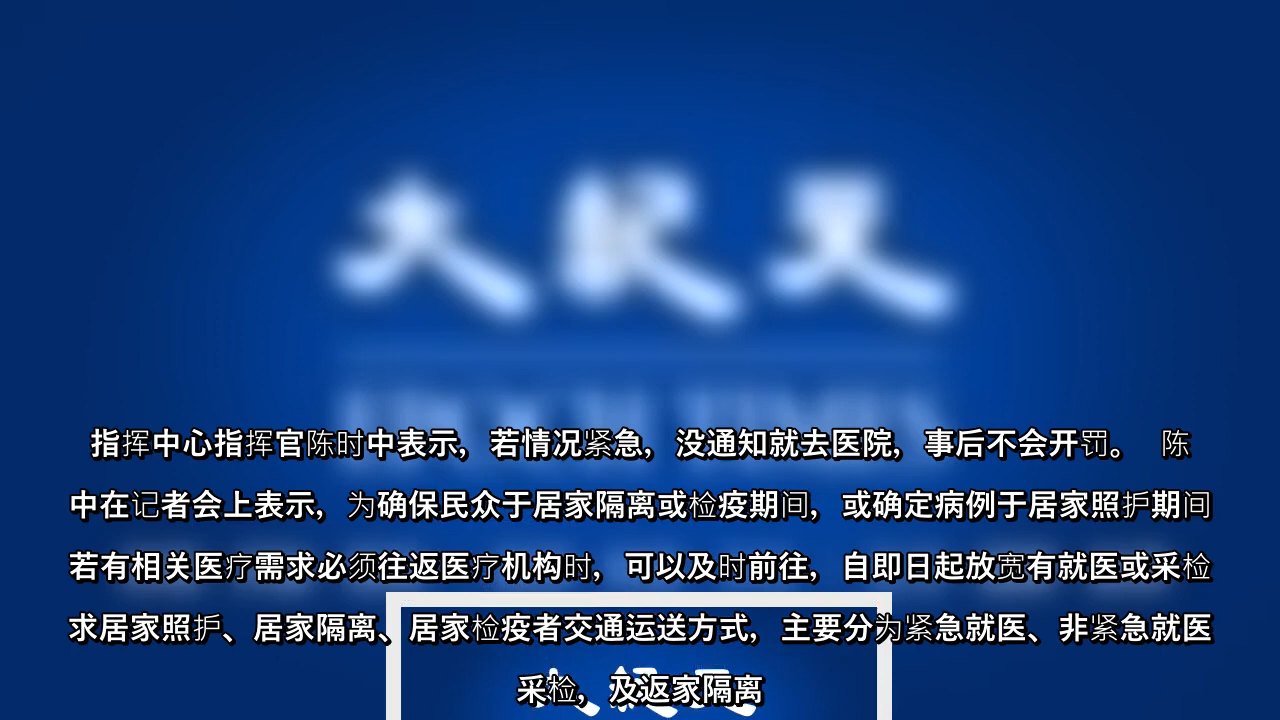 指挥中心指挥官陈时中表示，若情况紧急，没通知就去医院，事后不会开罚。 陈
中在记者会上表示，为确保民众于居家隔离或检疫期间，或确定病例于居家照护期间
若有相关医疗需求必须往返医疗机构时，可以及时前往，自即日起放宽有就医或采检
求居家照护、居家隔离、居家检疫者交通运送方式，主要分为紧急就医、非紧急就医
采检，及返家隔离